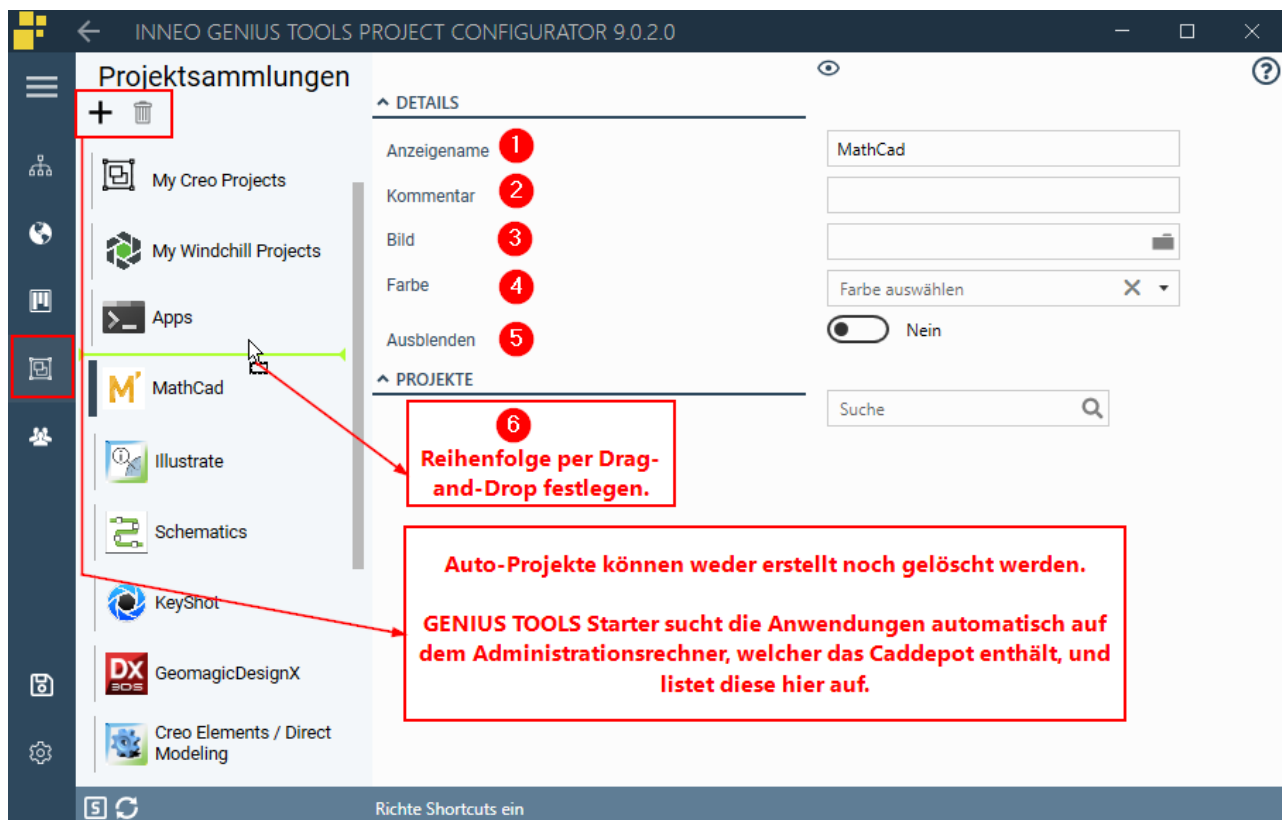 INNEO GENIUS TOOLS PROJECT CONFIGURATOR 9.0.2.0
Projektsammlungen
My Creo Projects
My Windchill Projects
Apps
MathCad
Illustrate
Schematics
KeyShot
DX
3DS
GeomagicDesignX
Creo Elements / Direct
Modeling
DETAILS
Anzeigename
1
MathCad
Kommentar
2
Bild
3
Farbe
4
Farbe auswählen
Ausblenden
5
Nein
PROJEKTE
Suche
6
Reihenfolge per Drag-
and-Drop festlegen.
Auto-Projekte können weder erstellt noch gelöscht werden.
GENIUS TOOLS Starter sucht die Anwendungen automatisch auf
dem Administrationsrechner, welcher das Caddepot enthält, und
listet diese hier auf.
S
Richte Shortcuts ein